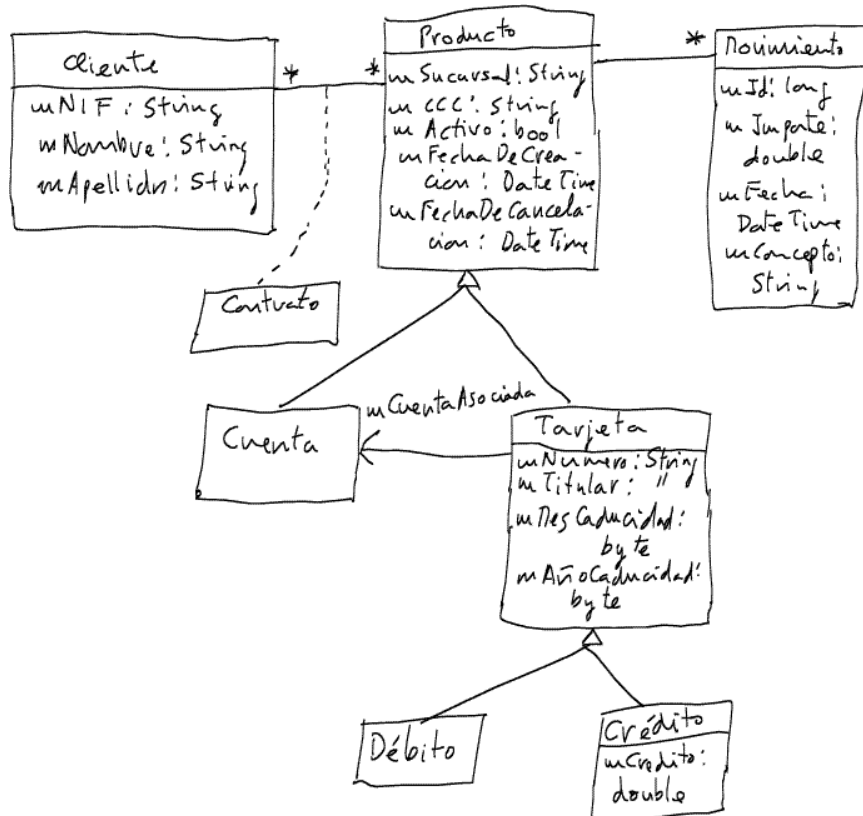 Cliente
mNIF: String
mNombre: String
mApellidos: String
*
*
Producto
mSucursal: String
mCCC: String
mActivo: bool
mFechaDeCrea-
cion: DateTime
mFechaDeCancela-
cion: DateTime
*
Movimiento
mId: long
mImporte:
double
mFecha:
DateTime
mConcepto:
String
Contrato
Cuenta
mCuentaAsociada
Tarjeta
mNumero: String
mTitular: "
mMesCaducidad:
byte
mAñoCaducidad:
byte
Débito
Crédito
mCredito:
double